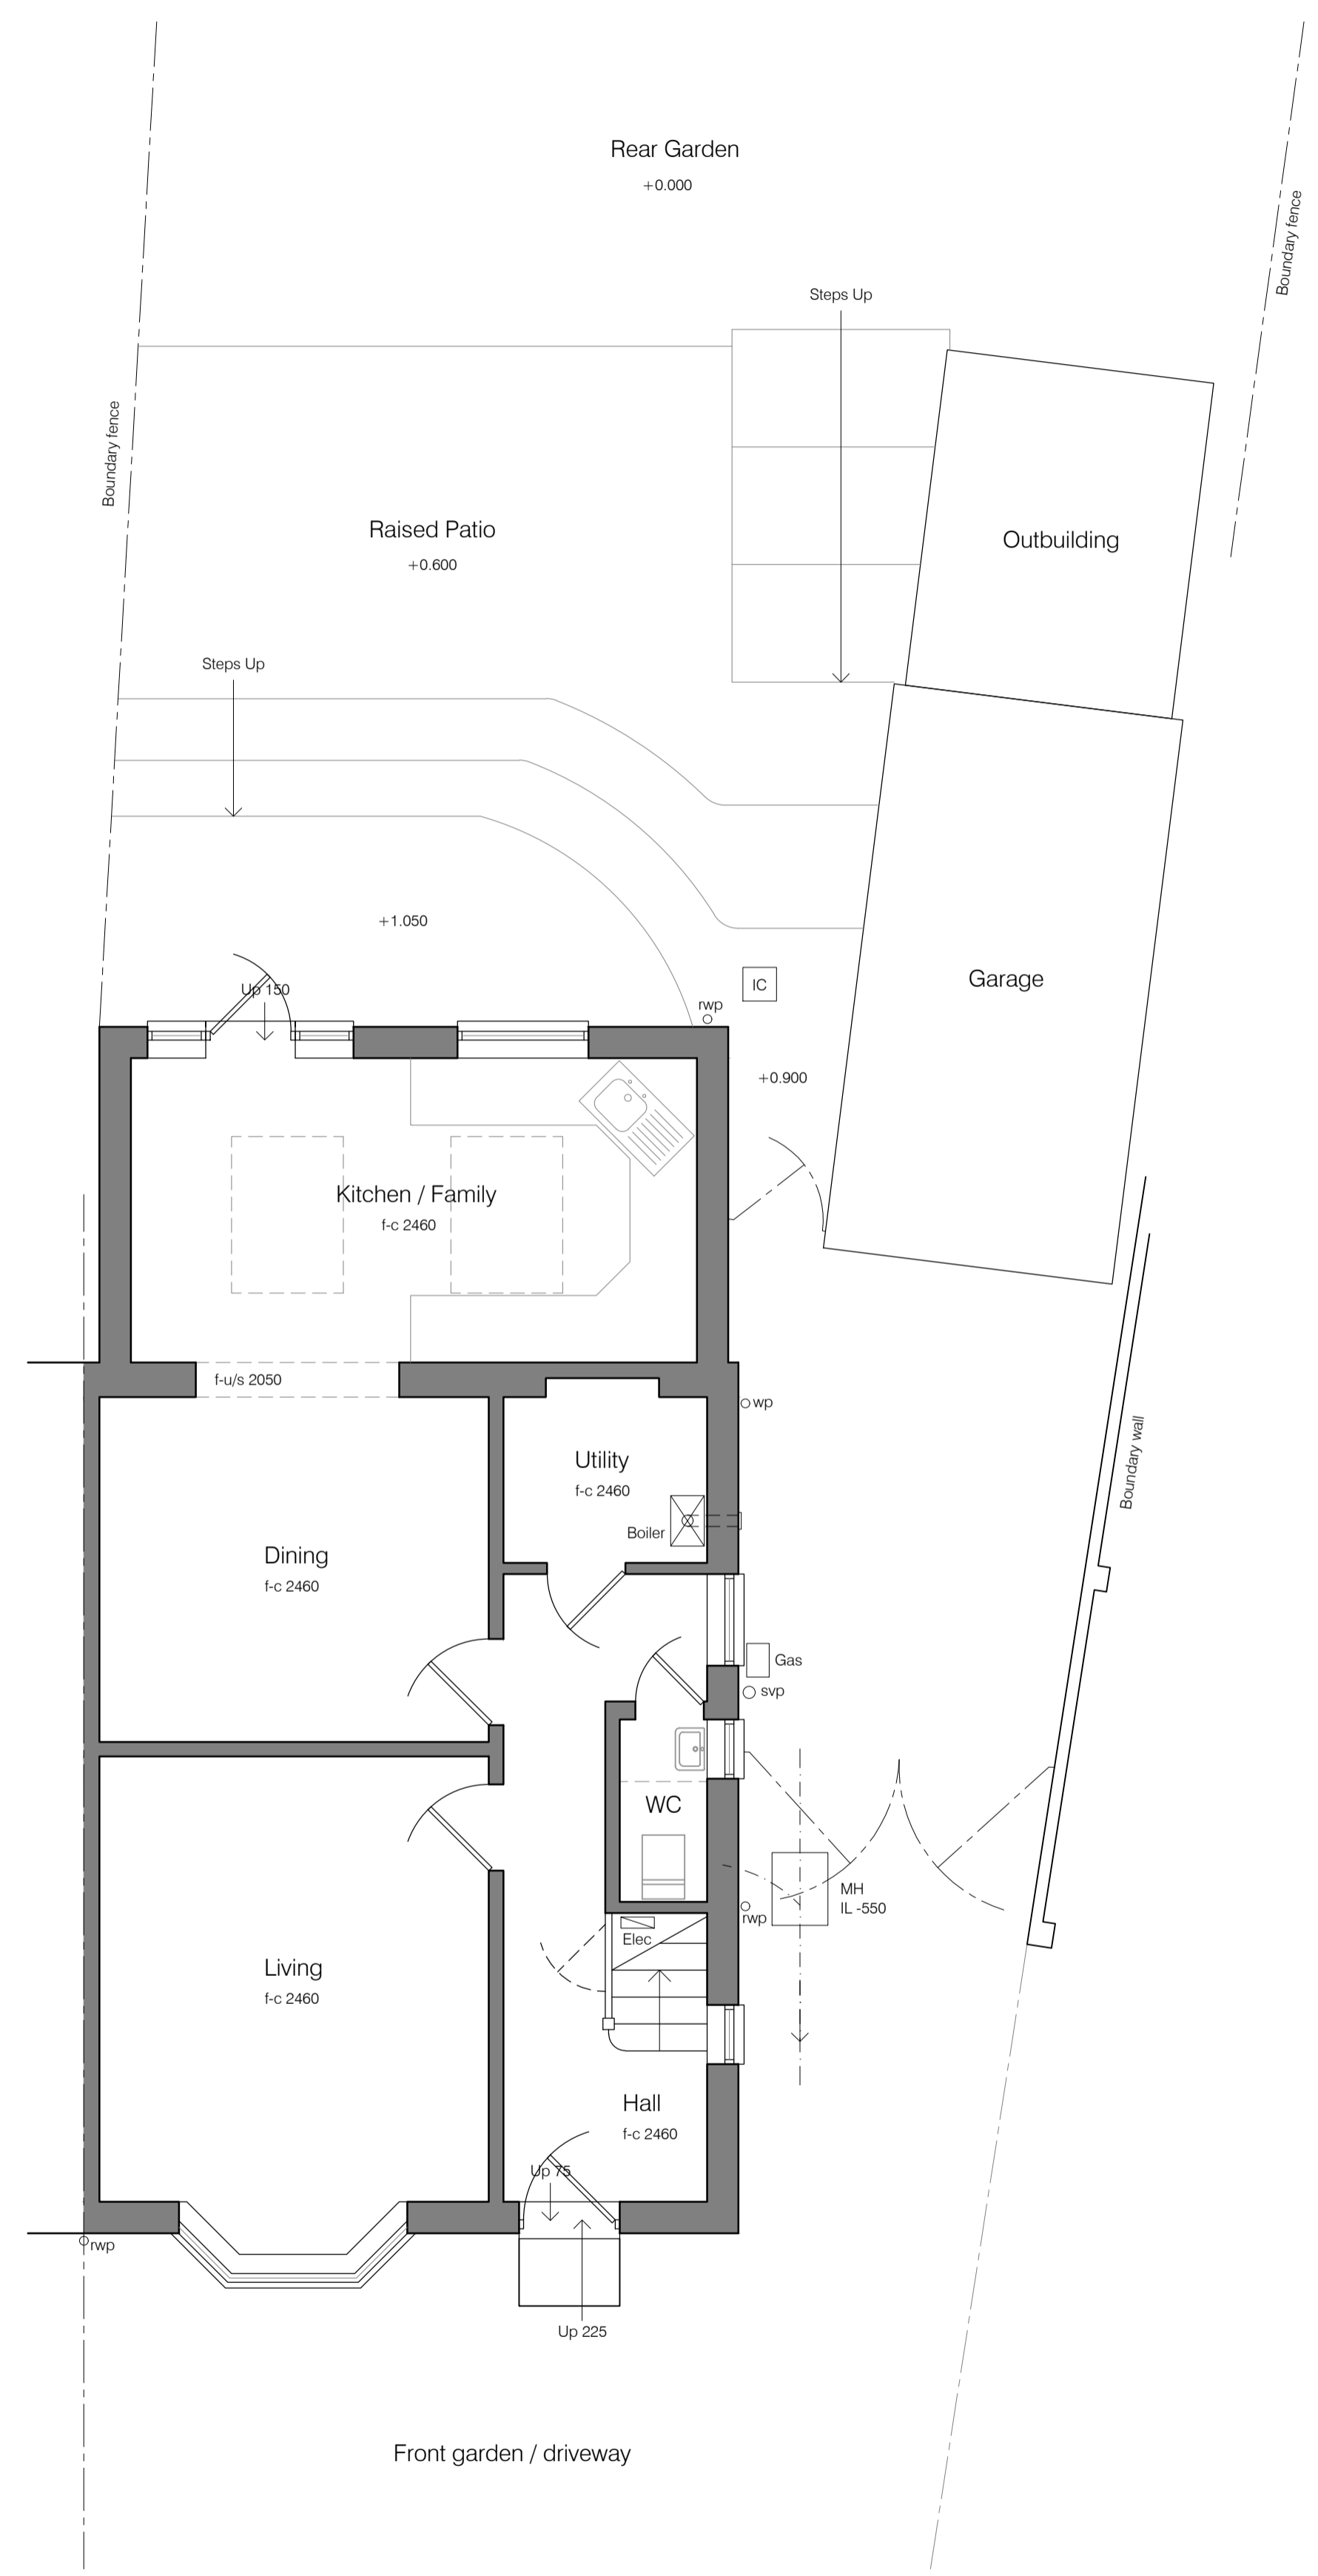 Rear Garden
+0.000
Boundary fence
Steps Up
Boundary fence
Raised Patio
+0.600
Outbuilding
Steps Up
+1.050
Garage
IC
Up 150
rwp
+0.900
Kitchen / Family
f-c 2460
f-u/s 2050
wp
Utility
f-c 2460
Boiler
Boundary wall
Dining
f-c 2460
Gas
svp
WC
MH
IL -550
rwp
Elec
Living
f-c 2460
Hall
f-c 2460
Up 75
rwp
Up 225
Front garden / driveway